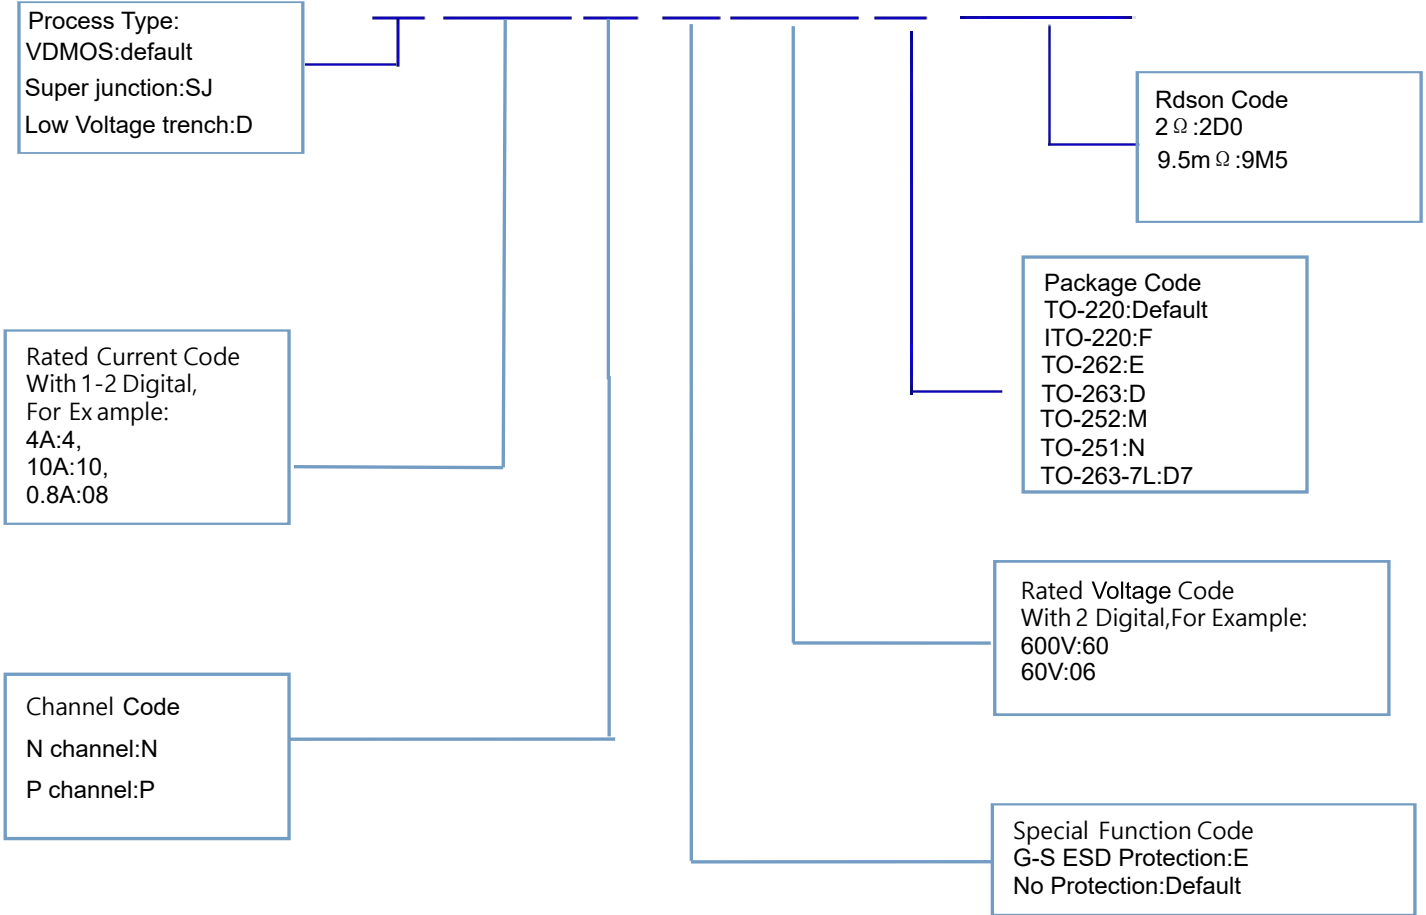 Process Type:
VDMOS:default
Super junction:SJ
Low Voltage trench:D
Rdson Code
2Ω:2D0
9.5mΩ:9M5
Package Code
TO-220:Default
ITO-220:F
TO-262:E
TO-263:D
TO-252:M
TO-251:N
TO-263-7L:D7
Rated Current Code
With 1-2 Digital,
For Ex ample:
4A:4,
10A:10,
0.8A:08
Rated Voltage Code
With 2 Digital,For Example:
600V:60
60V:06
Channel Code
N channel:N
P channel:P
Special Function Code
G-S ESD Protection:E
No Protection:Default